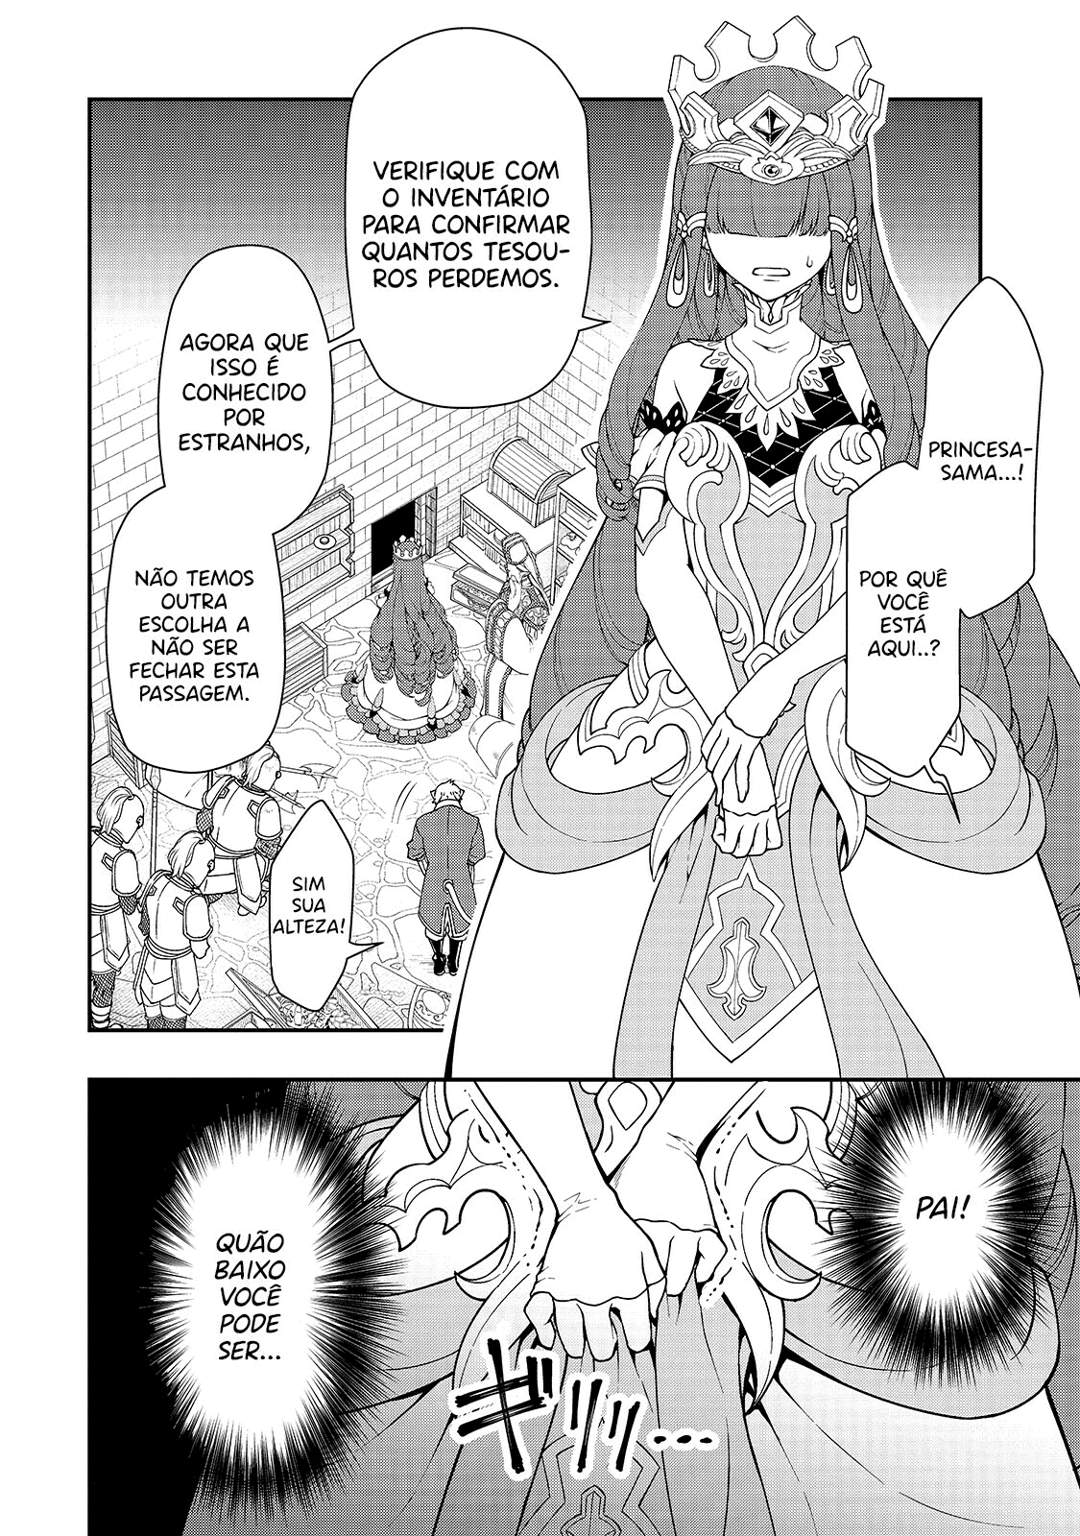 PRINCESA-
SAMA...!
POR QUÊ
VOCÊ
ESTÁ
AQUI..?
VERIFIQUE COM
O INVENTÁRIO
PARA CONFIRMAR
QUANTOS TESOU-
ROS PERDEMOS.
AGORA QUE
ISSO É
CONHECIDO
POR
ESTRANHOS,
NÃO TEMOS
OUTRA
ESCOLHA A
NÃO SER
FECHAR ESTA
PASSAGEM.
SIM
SUA
ALTEZA!
PAI!
QUÃO
BAIXO
VOCÊ
PODE
SER...
ギリッ...